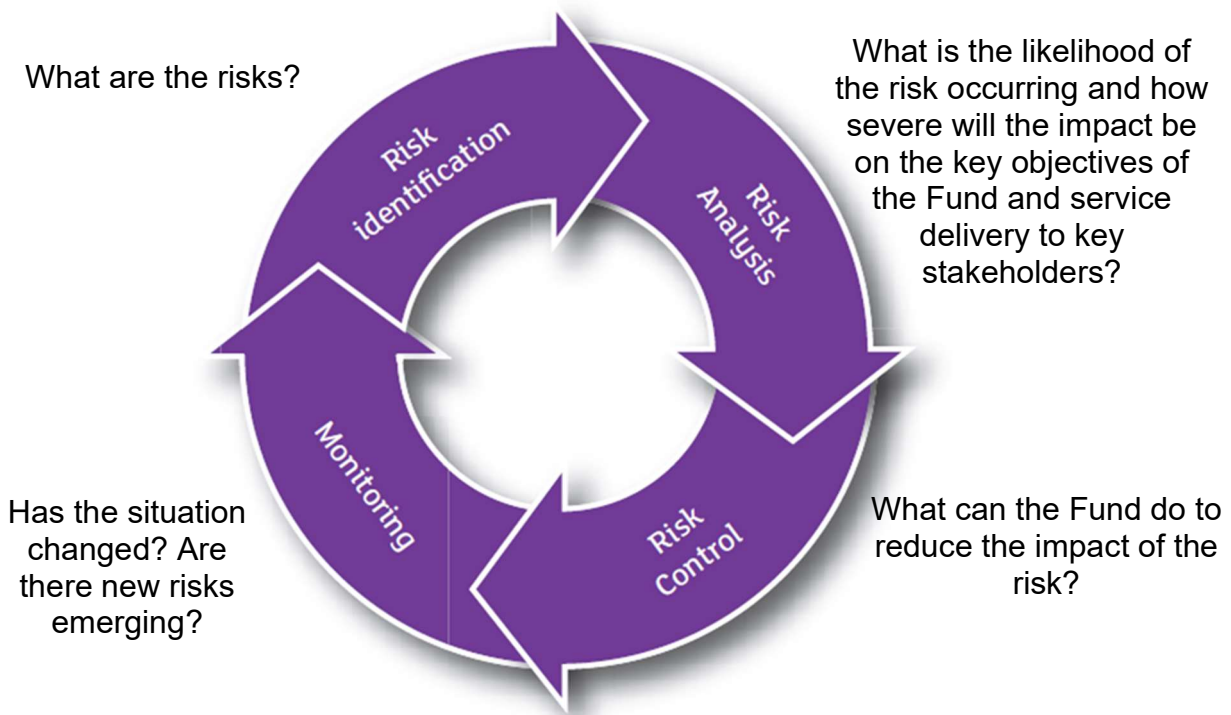 What are the risks?
Risk
identification
What is the likelihood of
the risk occurring and how
severe will the impact be
on the key objectives of
the Fund and service
delivery to key
stakeholders?
Risk
Analysis
What can the Fund do to
reduce the impact of the
risk?
Risk
Control
Has the situation
changed? Are
there new risks
emerging?
Monitoring